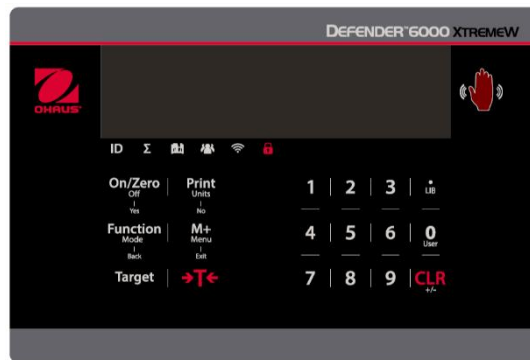 DEFENDER™6000 XTREMEW
OHAUS
ID Σ
On/Zero Print 1 2 3 .
Off Units LIB
Yes No
Function M+ 4 5 6 0
Mode Menu User
Back Exit
Target →T← 7 8 9 CLR
+/-